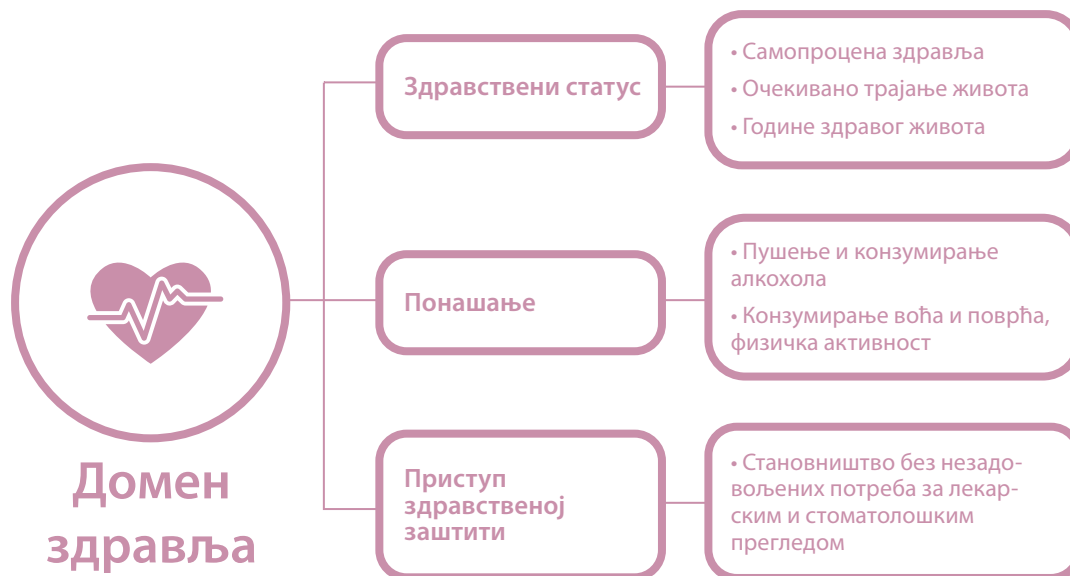 Домен
здравља
Здравствени статус
• Самопроцена здравља
• Очекивано трајање живота
• Године здравог живота
Понашање
• Пушење и конзумирање
алкохола
• Конзумирање воћа и поврћа,
физичка активност
Приступ
здравственој
заштити
• Становништво без незадо-
вољених потреба за лекар-
ским и стоматолошким
прегледом